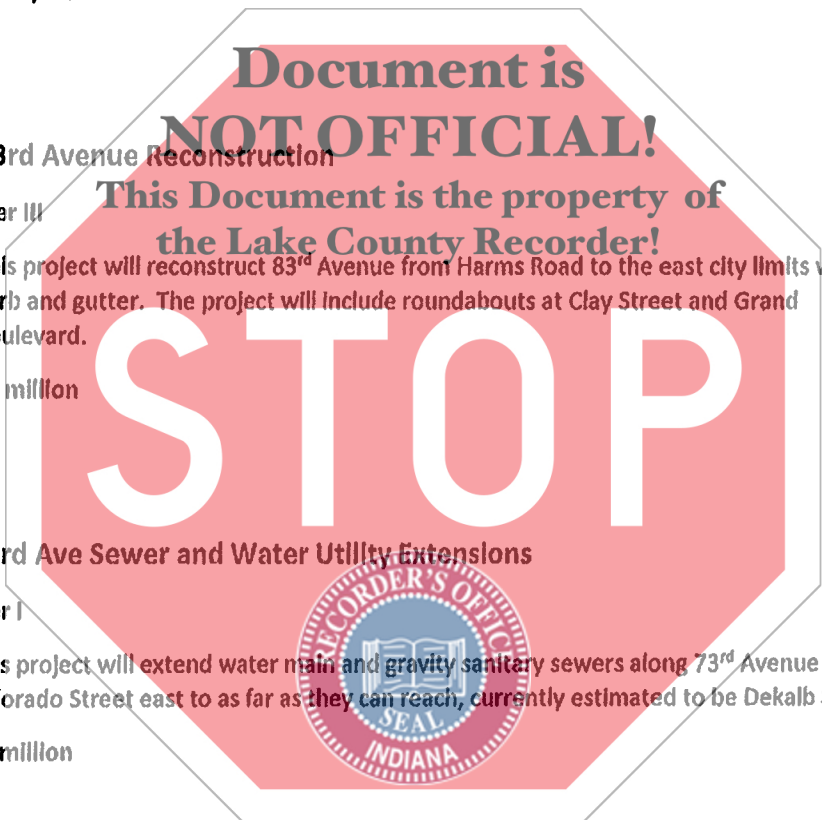 Document is
NOT OFFICIAL!
3rd Avenue Reconstruction
This Document is the property of
er III
the Lake County Recorder!
is project will reconstruct 83rd Avenue from Harms Road to the east city limits
rb and gutter. The project will include roundabouts at Clay Street and Grand
ulevard.
STOP
million
rd Ave Sewer and Water Utility Extensions
RECORDER'S OFFICE
r I
s project will extend water main and gravity sanitary sewers along 73rd Avenue
orado Street east to as far as they can reach, currently estimated to be Dekalb
SEAL
INDIANA
million